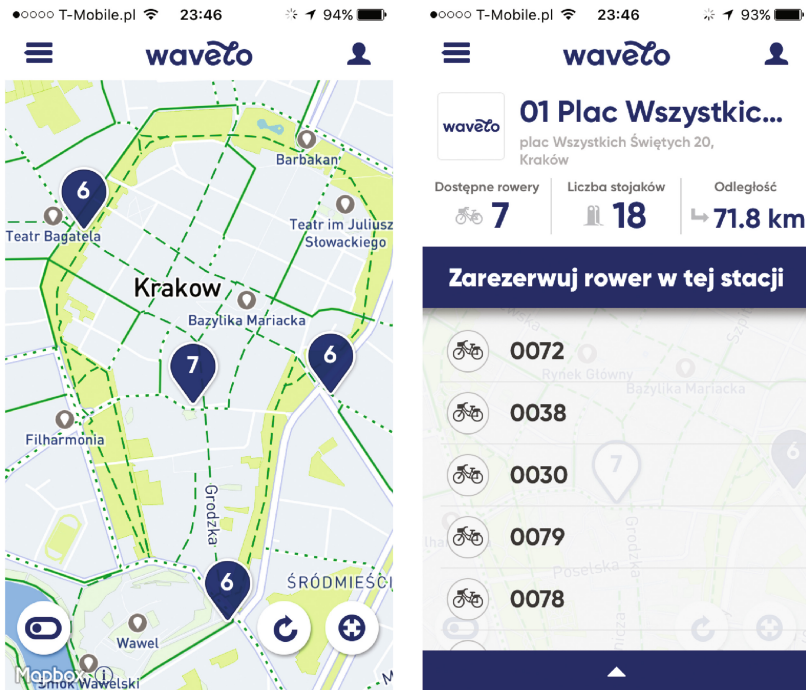 T-Mobile.pl 23:46 94%
wavelo
6
Barbakan
Teatr Bagatela
Teatr im Juliusz
Słowackiego
Krakow
Bazylika Mariacka
7
6
Filharmonia
Grodzka
6
ŚRÓDMIEŚCI
Wawel
Mapbox
Smok Wawelski
T-Mobile.pl 23:46 93%
wavelo
wavelo
01 Plac Wszystkic...
plac Wszystkich Świętych 20,
Kraków
Dostępne rowery
7
Liczba stojaków
18
Odległość
71.8 km
Zarezerwuj rower w tej stacji
0072
Rynek Główny
Bazylika Mariacka
0038
0030
7
6
0079
Grodzka
Poselska
0078